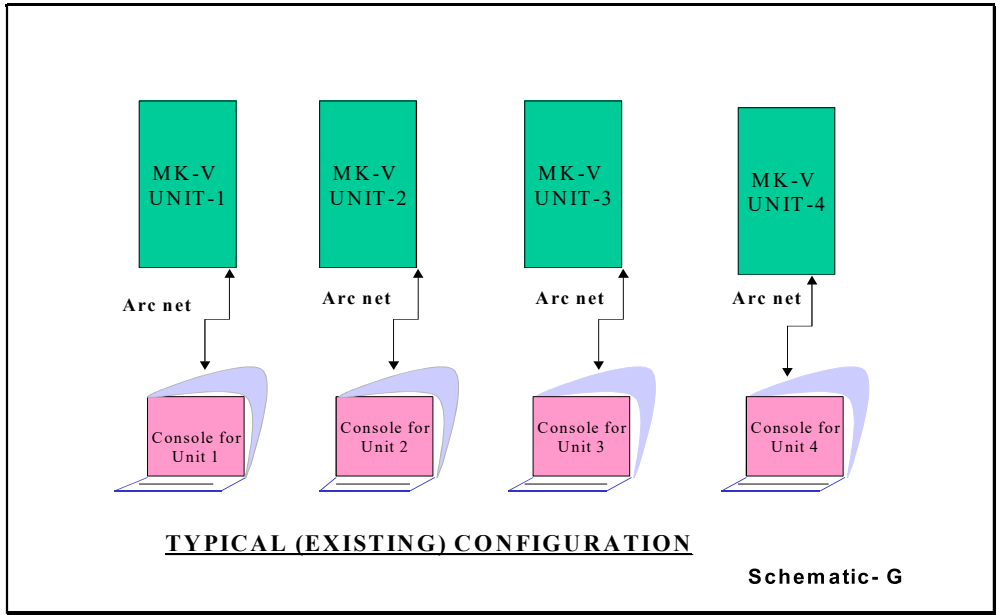 MK-V
UNIT-1
MK-V
UNIT-2
MK-V
UNIT-3
MK-V
UNIT-4
Arc net
Arc net
Arc net
Arc net
Console for
Unit 1
Console for
Unit 2
Console for
Unit 3
Console for
Unit 4
TYPICAL (EXISTING) CONFIGURATION
Schematic- G